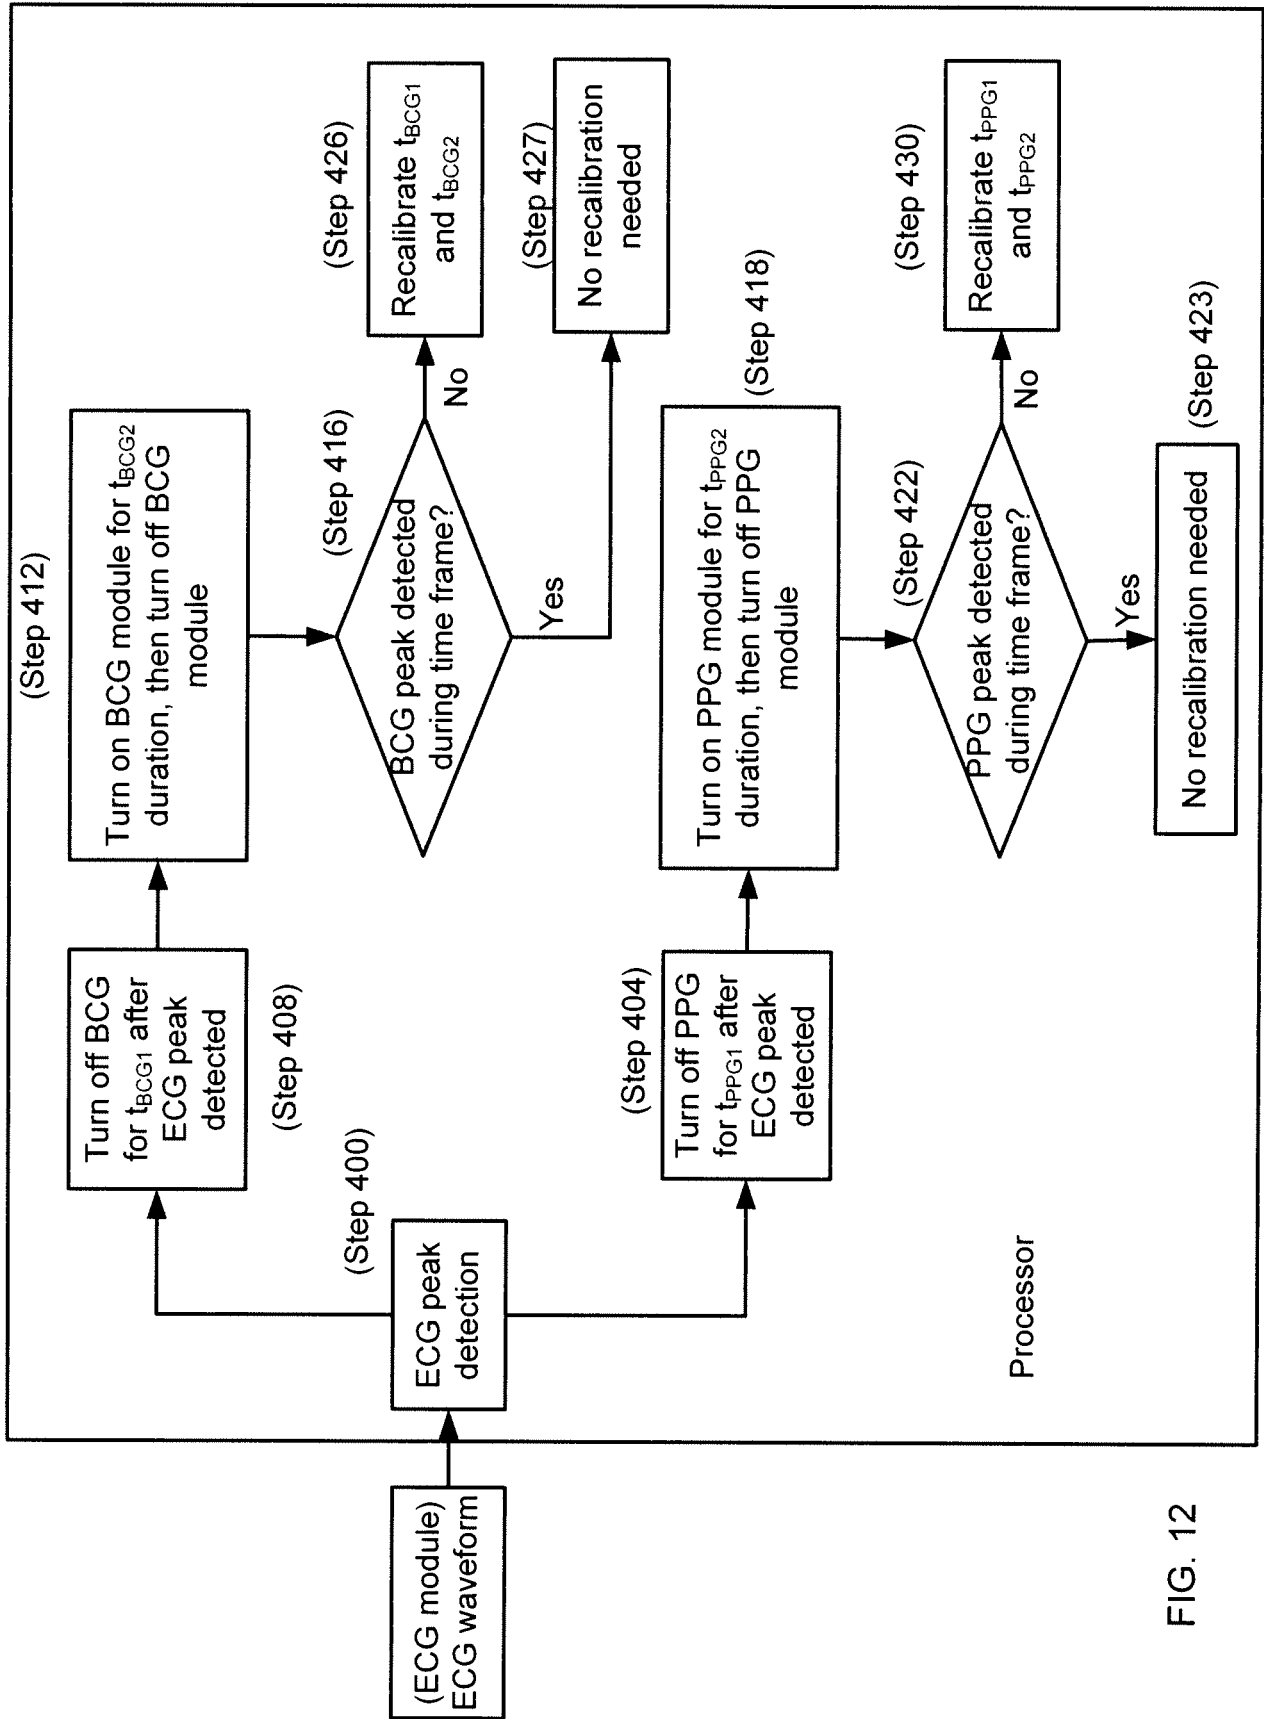 (ECG module)
ECG waveform
(Step 400)
ECG peak
detection
Turn off BCG
for tBCG1 after
ECG peak
detected
(Step 408)
(Step 412)
Turn on BCG module for tBCG2
duration, then turn off BCG
module
(Step 416)
BCG peak detected
during time frame?
No
Yes
(Step 426)
Recalibrate tBCG1
and tBCG2
(Step 427)
No recalibration
needed
(Step 404)
Turn off PPG
for tPPG1 after
ECG peak
detected
(Step 418)
Turn on PPG module for tPPG2
duration, then turn off PPG
module
(Step 422)
PPG peak detected
during time frame?
No
Yes
(Step 430)
Recalibrate tPPG1
and tPPG2
(Step 423)
No recalibration needed
Processor
FIG. 12